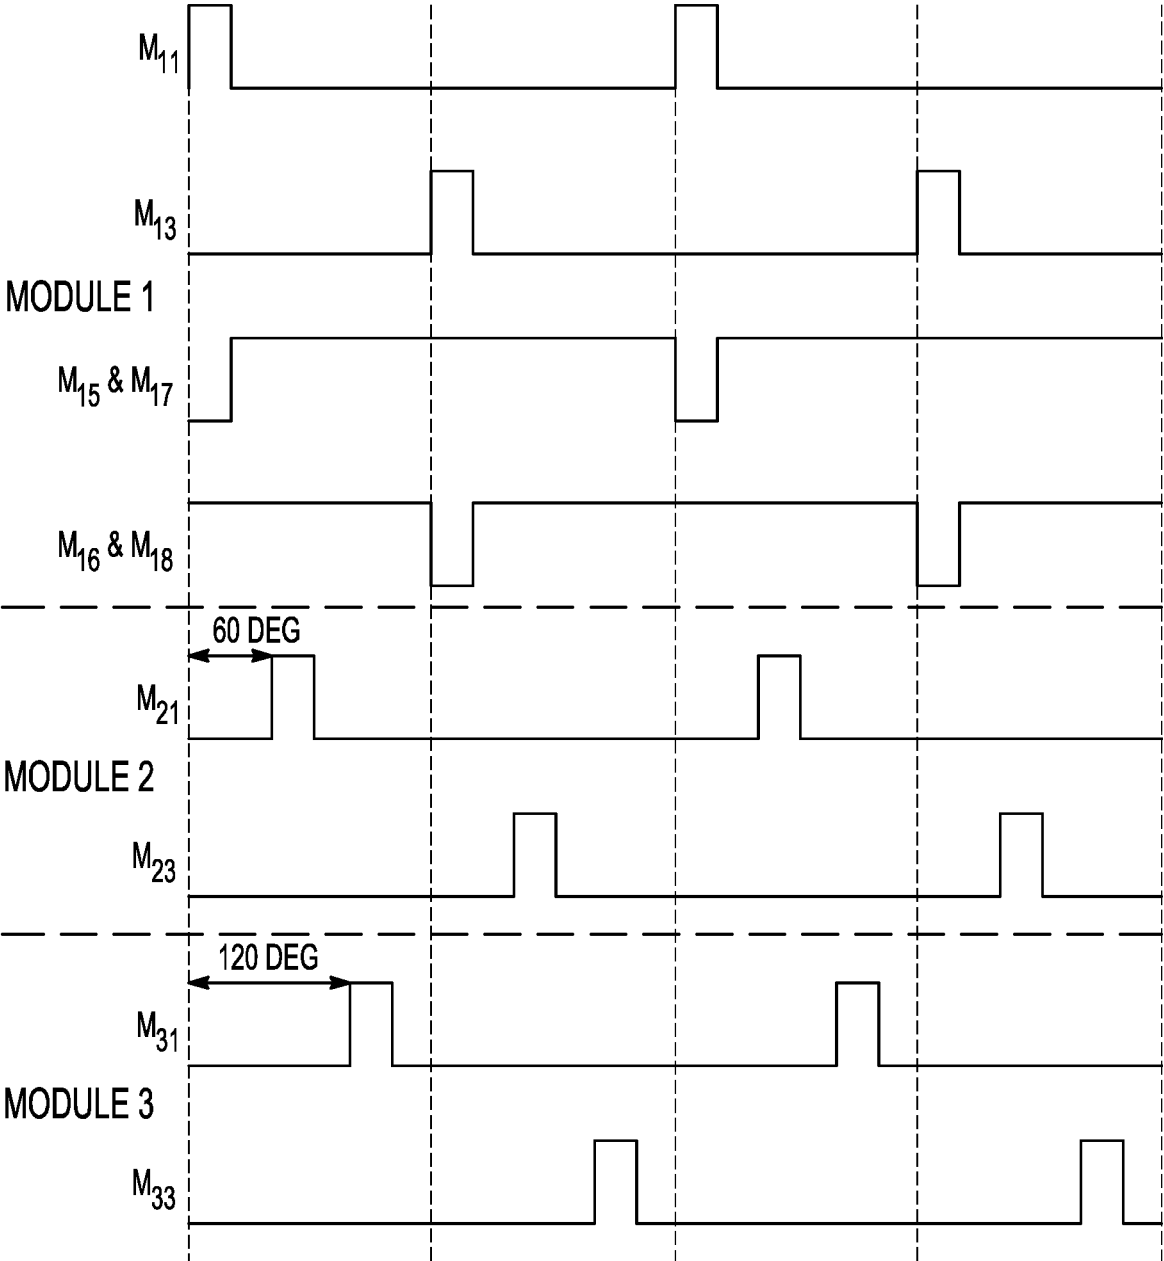 M11
M13
MODULE 1
M15 & M17
M16 & M18
60 DEG
M21
MODULE 2
M23
120 DEG
M31
MODULE 3
M33